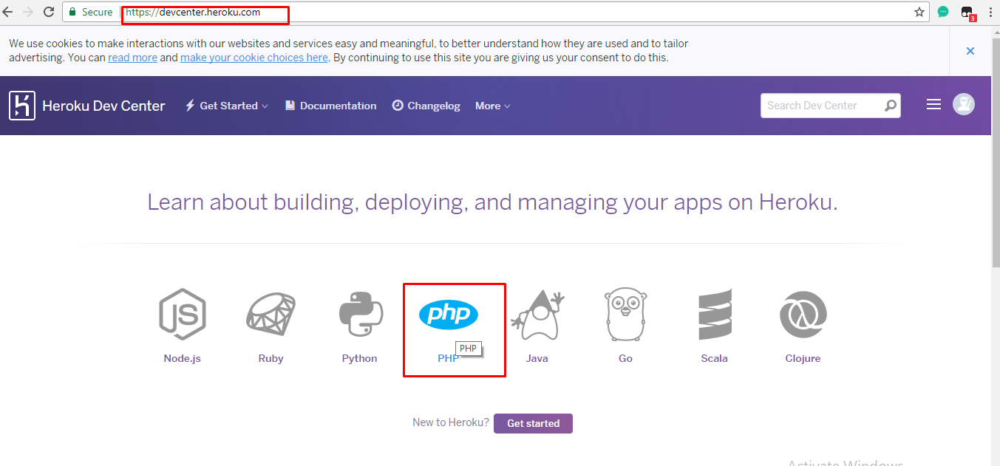 Secure https://devcenter.heroku.com
3
We use cookies to make interactions with our websites and services easy and meaningful, to better understand how they are used and to tailor
advertising. You can read more and make your cookie choices here. By continuing to use this site you are giving us your consent to do this.
Heroku Dev Center Get Started Documentation Changelog More Search Dev Center
Learn about building, deploying, and managing your apps on Heroku.
JS php
PHP
Node.js Ruby Python PHP Java Go Scala Clojure
New to Heroku? Get started
Activate Windows